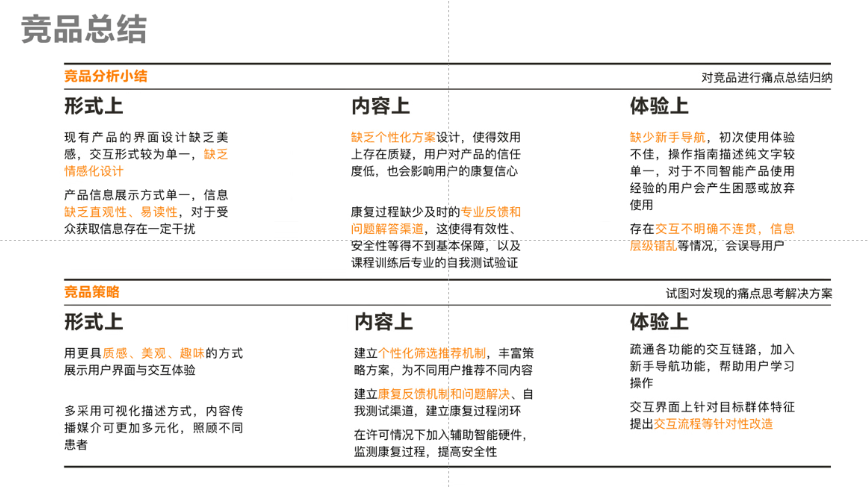 竞品总结
竞品分析小结
对竞品进行痛点总结归纳
形式上
现有产品的界面设计缺乏美
感，交互形式较为单一，缺乏
情感化设计
产品信息展示方式单一，信息
缺乏直观性、易读性，对于受
众获取信息存在一定干扰
内容上
缺乏个性化方案设计，使得效用
上存在质疑，用户对产品的信任
度低，也会影响用户的康复信心
康复过程缺少及时的专业反馈和
问题解答渠道，这使得有效性、
安全性等得不到基本保障，以及
课程训练后专业的自我测试验证
体验上
缺少新手导航，初次使用体验
不佳，操作指南描述纯文字较
单一，对于不同智能产品使用
经验的用户会产生困惑或放弃
使用
存在交互不明确不连贯，信息
层级错乱等情况，会误导用户
竞品策略
试图对发现的痛点思考解决方案
形式上
用更具质感、美观、趣味的方式
展示用户界面与交互体验
多采用可视化描述方式，内容传
播媒介可更加多元化，照顾不同
患者
内容上
建立个性化筛选推荐机制，丰富策
略方案，为不同用户推荐不同内容
建立康复反馈机制和问题解决、自
我测试渠道，建立康复过程闭环
在许可情况下加入辅助智能硬件，
监测康复过程，提高安全性
体验上
疏通各功能的交互链路，加入
新手导航功能，帮助用户学习
操作
交互界面上针对目标群体特征
提出交互流程等针对性改造